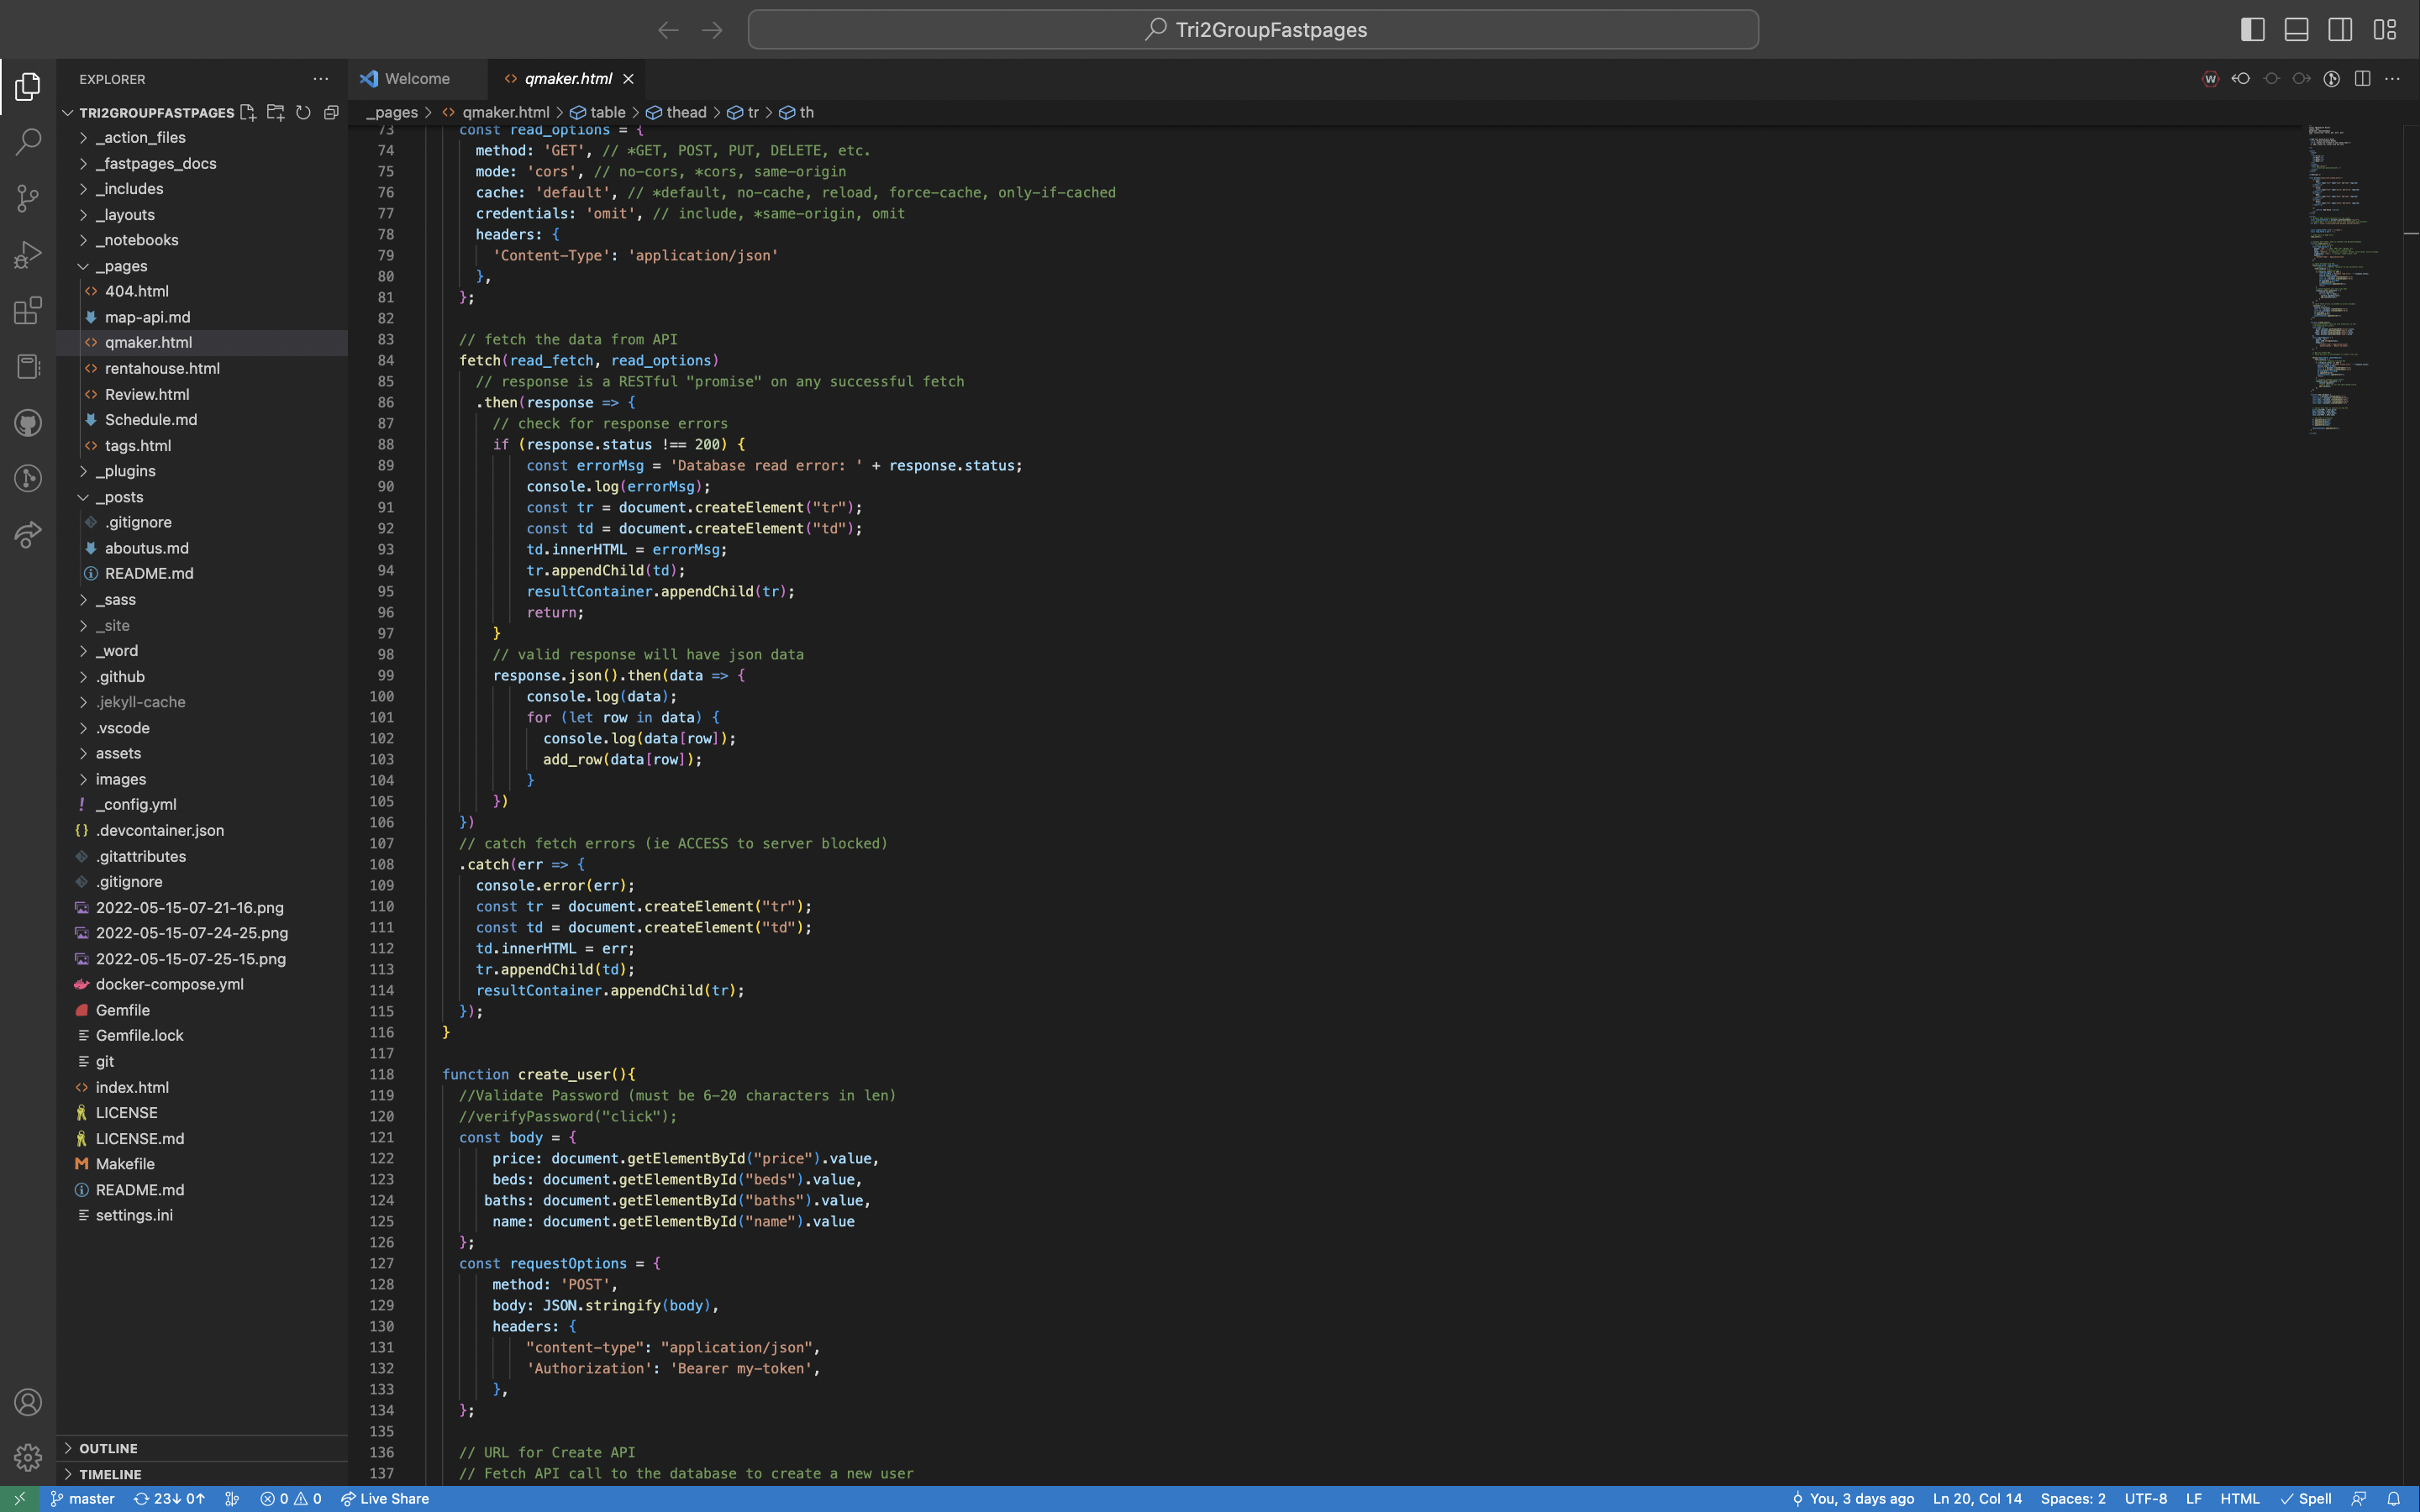 Tri2GroupFastpages
EXPLORER
Welcome
qmaker.html
TRI2GROUPFASTPAGES
_pages > qmaker.html > table > thead > tr > th
_action_files
_fastpages_docs
_includes
_layouts
_notebooks
_pages
404.html
map-api.md
qmaker.html
rentahouse.html
Review.html
Schedule.md
tags.html
_plugins
_posts
.gitignore
aboutus.md
README.md
_sass
_site
_word
.github
.jekyll-cache
.vscode
assets
images
_config.yml
.devcontainer.json
.gitattributes
.gitignore
2022-05-15-07-21-16.png
2022-05-15-07-24-25.png
2022-05-15-07-25-15.png
docker-compose.yml
Gemfile
Gemfile.lock
git
index.html
LICENSE
LICENSE.md
Makefile
README.md
settings.ini
OUTLINE
TIMELINE
73 const read_options = {
74 method: 'GET', // *GET, POST, PUT, DELETE, etc.
75 mode: 'cors', // no-cors, *cors, same-origin
76 cache: 'default', // *default, no-cache, reload, force-cache, only-if-cached
77 credentials: 'omit', // include, *same-origin, omit
78 headers: {
79 'Content-Type': 'application/json'
80 },
81 };
82
83 // fetch the data from API
84 fetch(read_fetch, read_options)
85 // response is a RESTful "promise" on any successful fetch
86 .then(response => {
87 // check for response errors
88 if (response.status !== 200) {
89 const errorMsg = 'Database read error: ' + response.status;
90 console.log(errorMsg);
91 const tr = document.createElement("tr");
92 const td = document.createElement("td");
93 td.innerHTML = errorMsg;
94 tr.appendChild(td);
95 resultContainer.appendChild(tr);
96 return;
97 }
98 // valid response will have json data
99 response.json().then(data => {
100 console.log(data);
101 for (let row in data) {
102 console.log(data[row]);
103 add_row(data[row]);
104 }
105 })
106 })
107 // catch fetch errors (ie ACCESS to server blocked)
108 .catch(err => {
109 console.error(err);
110 const tr = document.createElement("tr");
111 const td = document.createElement("td");
112 td.innerHTML = err;
113 tr.appendChild(td);
114 resultContainer.appendChild(tr);
115 });
116 }
117
118 function create_user(){
119 //Validate Password (must be 6-20 characters in len)
120 //verifyPassword("click");
121 const body = {
122 price: document.getElementById("price").value,
123 beds: document.getElementById("beds").value,
124 baths: document.getElementById("baths").value,
125 name: document.getElementById("name").value
126 };
127 const requestOptions = {
128 method: 'POST',
129 body: JSON.stringify(body),
130 headers: {
131 "content-type": "application/json",
132 'Authorization': 'Bearer my-token',
133 },
134 };
135
136 // URL for Create API
137 // Fetch API call to the database to create a new user
master 23↓ 0↑ 0 0 Live Share You, 3 days ago Ln 20, Col 14 Spaces: 2 UTF-8 LF HTML Spell